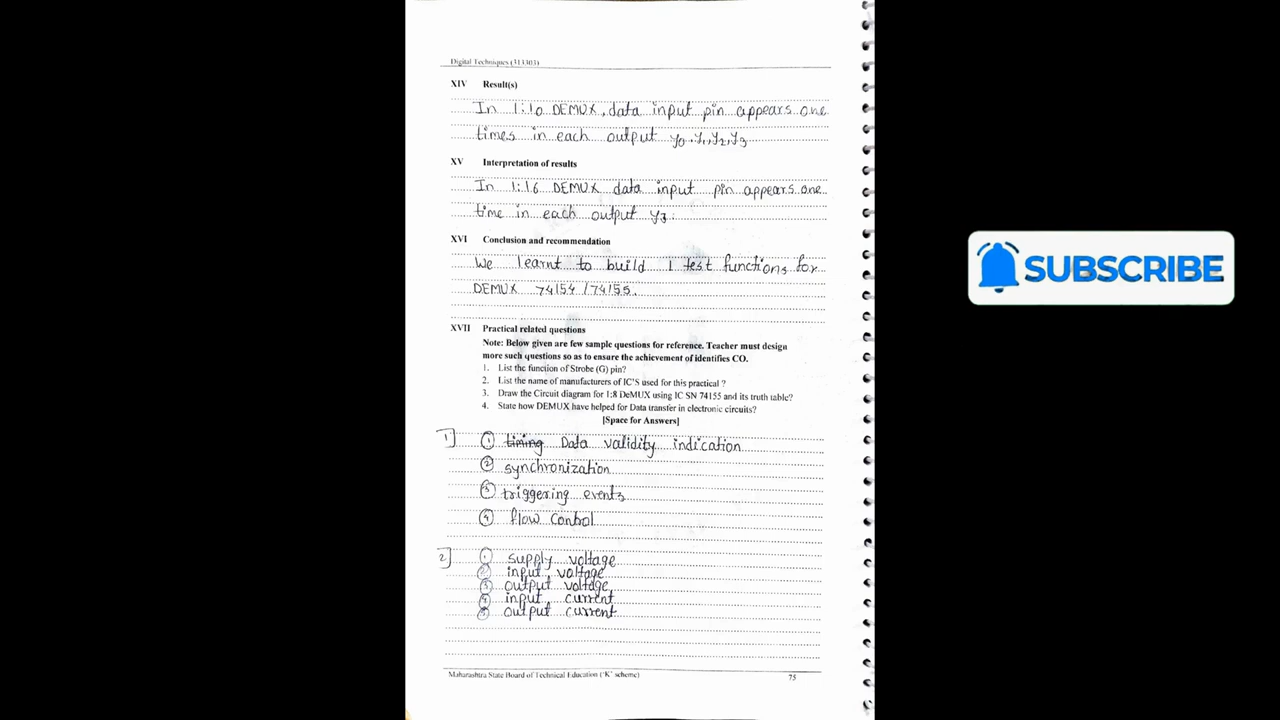 Digital Techniques (313303)
XIV Result(s)
In 1:10 DEMUX, data input pin appears one
times in each output y0, y1, y2, y3
XV Interpretation of results
In 1:16 DEMUX data input pin appears one
time in each output y3.
XVI Conclusion and recommendation
We learnt to build / test functions for
DEMUX 74154 / 74155.
XVII Practical related questions
Note: Below given are few sample questions for reference. Teacher must design
more such questions so as to ensure the achievement of identifies CO.
1. List the function of Strobe (G) pin?
2. List the name of manufacturers of IC'S used for this practical ?
3. Draw the Circuit diagram for 1:8 DeMUX using IC SN 74155 and its truth table?
4. State how DEMUX have helped for Data transfer in electronic circuits?
[Space for Answers]
1] ① timing Data validity indication
② synchronization
③ triggering events
④ flow control
2] ① supply voltage
② input voltage
③ output voltage
④ input current
⑤ output current
Maharashtra State Board of Technical Education ('K' scheme) 75
SUBSCRIBE